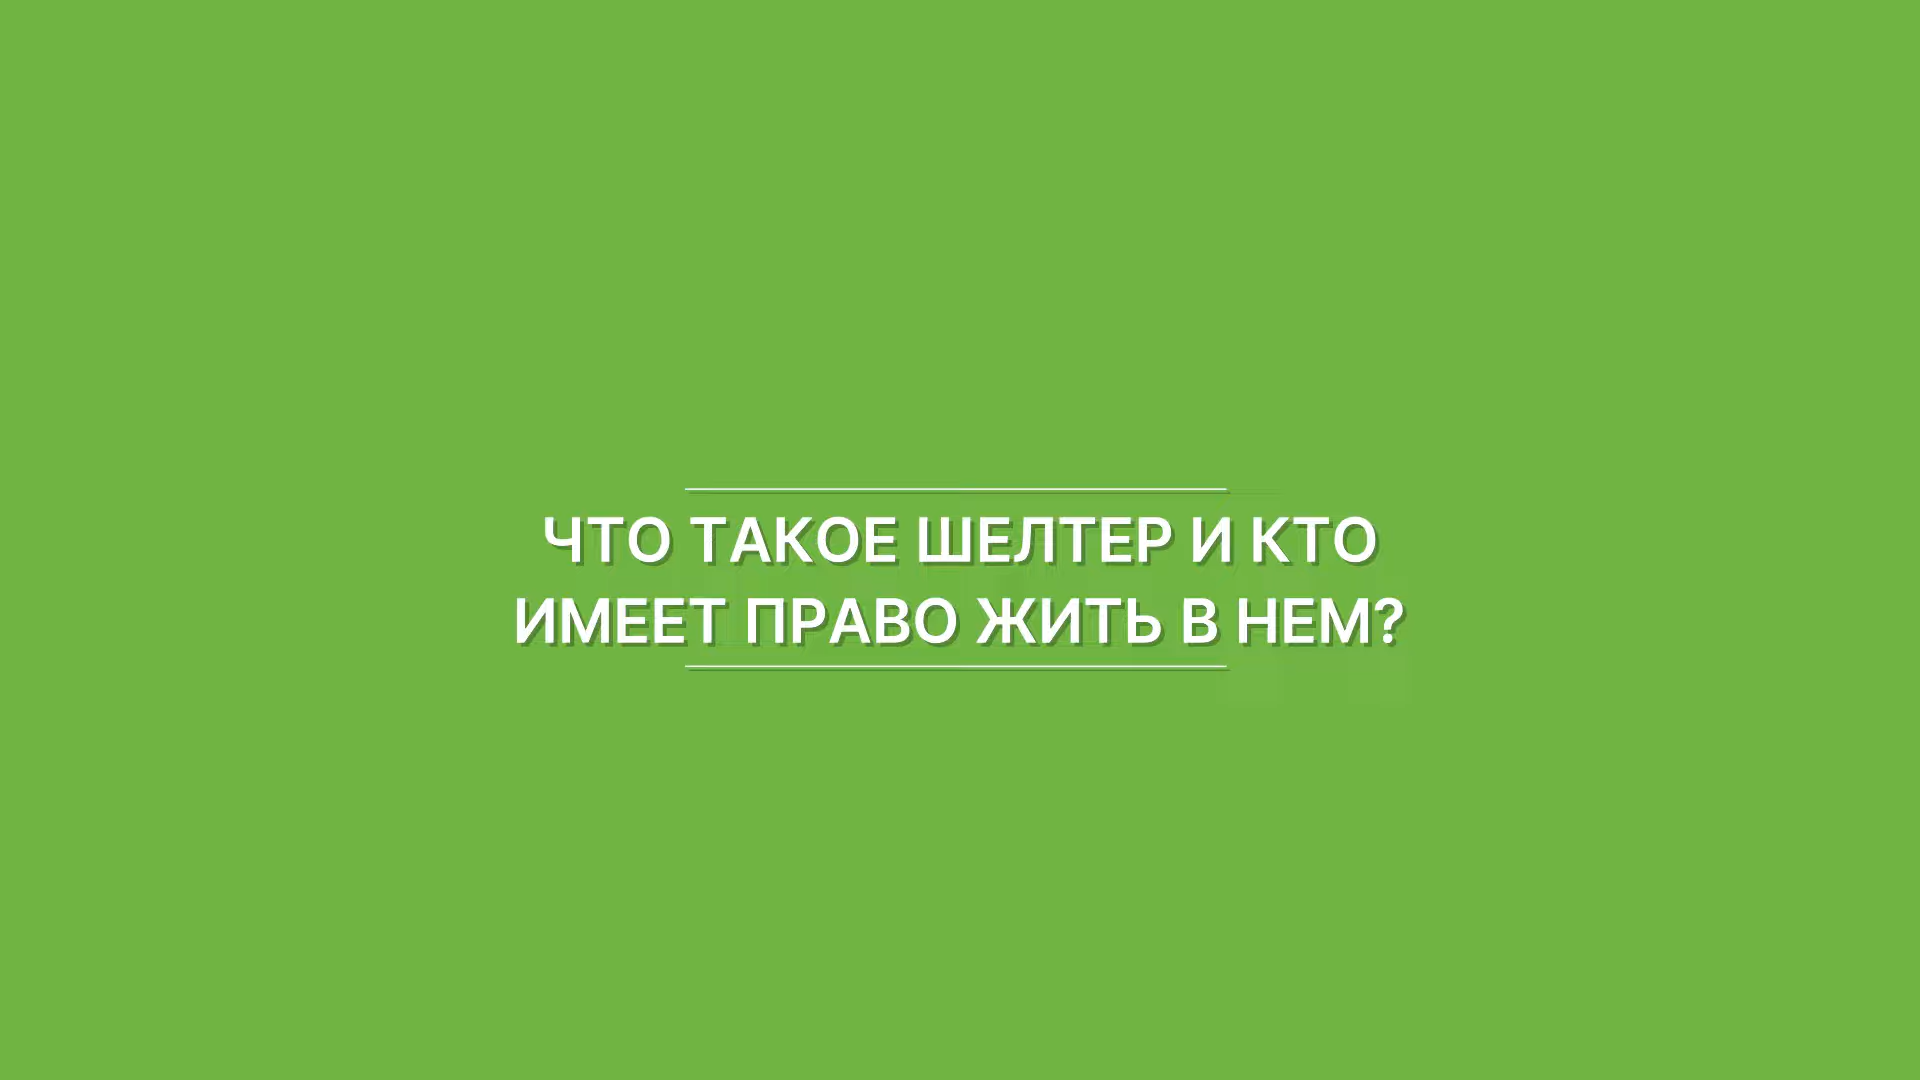 ЧТО ТАКОЕ ШЕЛТЕР И КТО
ИМЕЕТ ПРАВО ЖИТЬ В НЕМ?